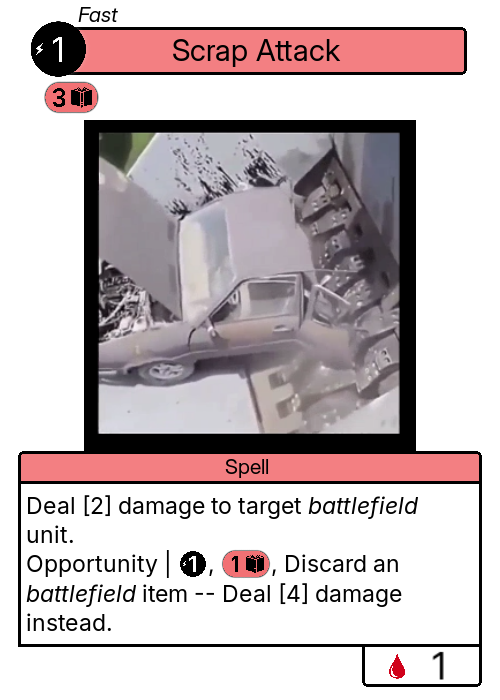 Fast
1
Scrap Attack
3
Spell
Deal [2] damage to target battlefield
unit.
Opportunity | 1, 1, Discard an
battlefield item -- Deal [4] damage
instead.
1